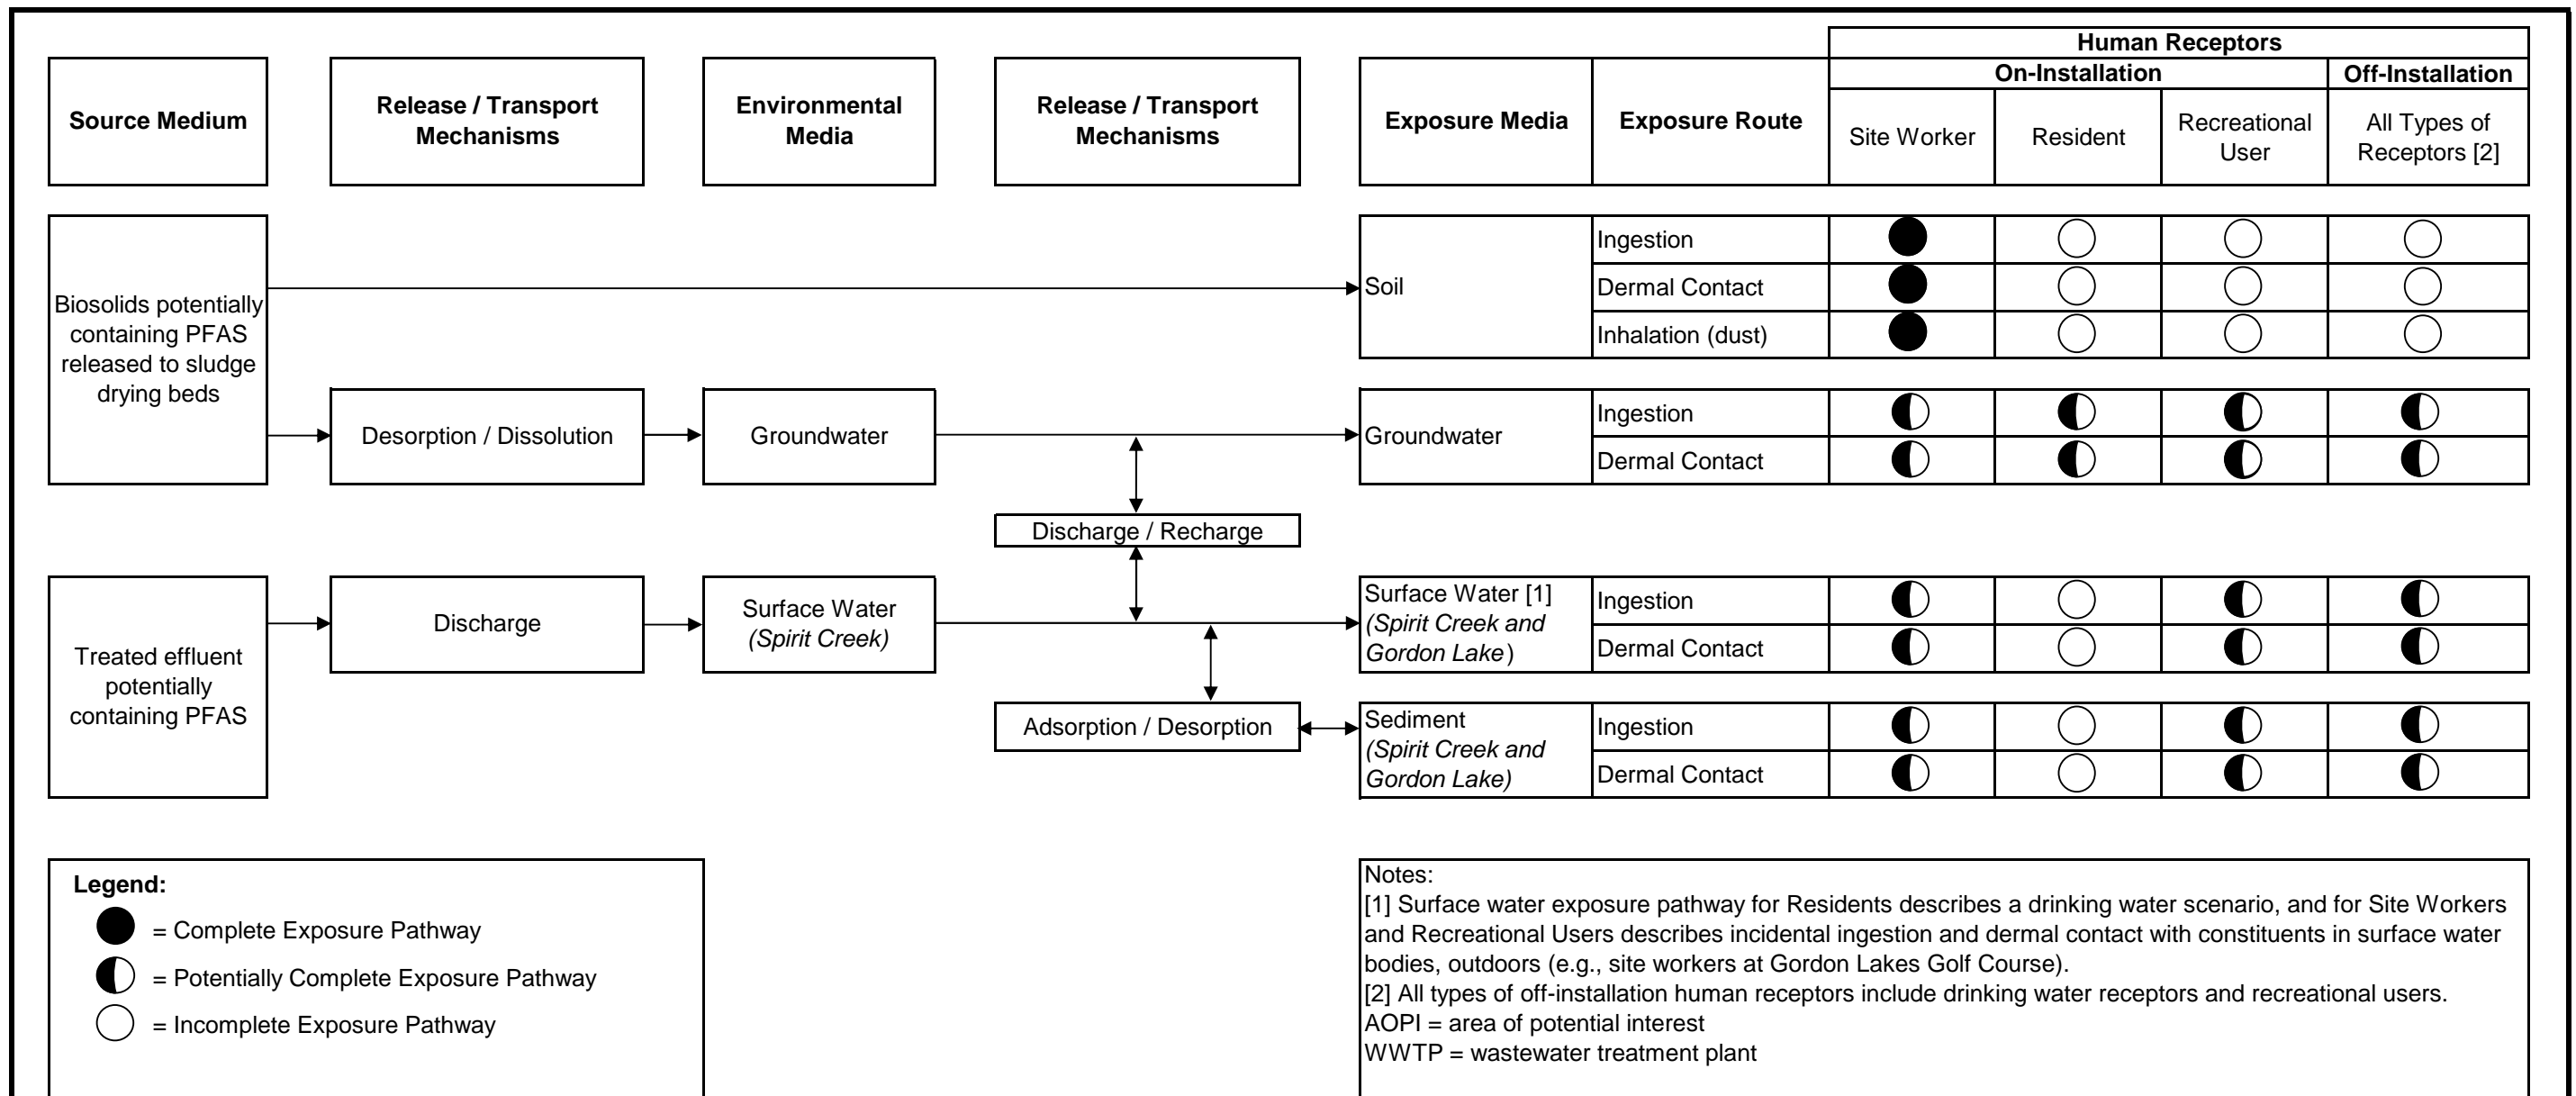 Human Receptors
On-Installation
Off-Installation
Source Medium
Release / Transport
Mechanisms
Environmental
Media
Release / Transport
Mechanisms
Exposure Media
Exposure Route
Site Worker
Resident
Recreational
User
All Types of
Receptors [2]
Biosolids potentially
containing PFAS
released to sludge
drying beds
Soil
Ingestion
Dermal Contact
Inhalation (dust)
Desorption / Dissolution
Groundwater
Groundwater
Ingestion
Dermal Contact
Discharge / Recharge
Treated effluent
potentially
containing PFAS
Discharge
Surface Water
(Spirit Creek)
Surface Water [1]
(Spirit Creek and
Gordon Lake)
Ingestion
Dermal Contact
Adsorption / Desorption
Sediment
(Spirit Creek and
Gordon Lake)
Ingestion
Dermal Contact
Legend:
= Complete Exposure Pathway
= Potentially Complete Exposure Pathway
= Incomplete Exposure Pathway
Notes:
[1] Surface water exposure pathway for Residents describes a drinking water scenario, and for Site Workers
and Recreational Users describes incidental ingestion and dermal contact with constituents in surface water
bodies, outdoors (e.g., site workers at Gordon Lakes Golf Course).
[2] All types of off-installation human receptors include drinking water receptors and recreational users.
AOPI = area of potential interest
WWTP = wastewater treatment plant